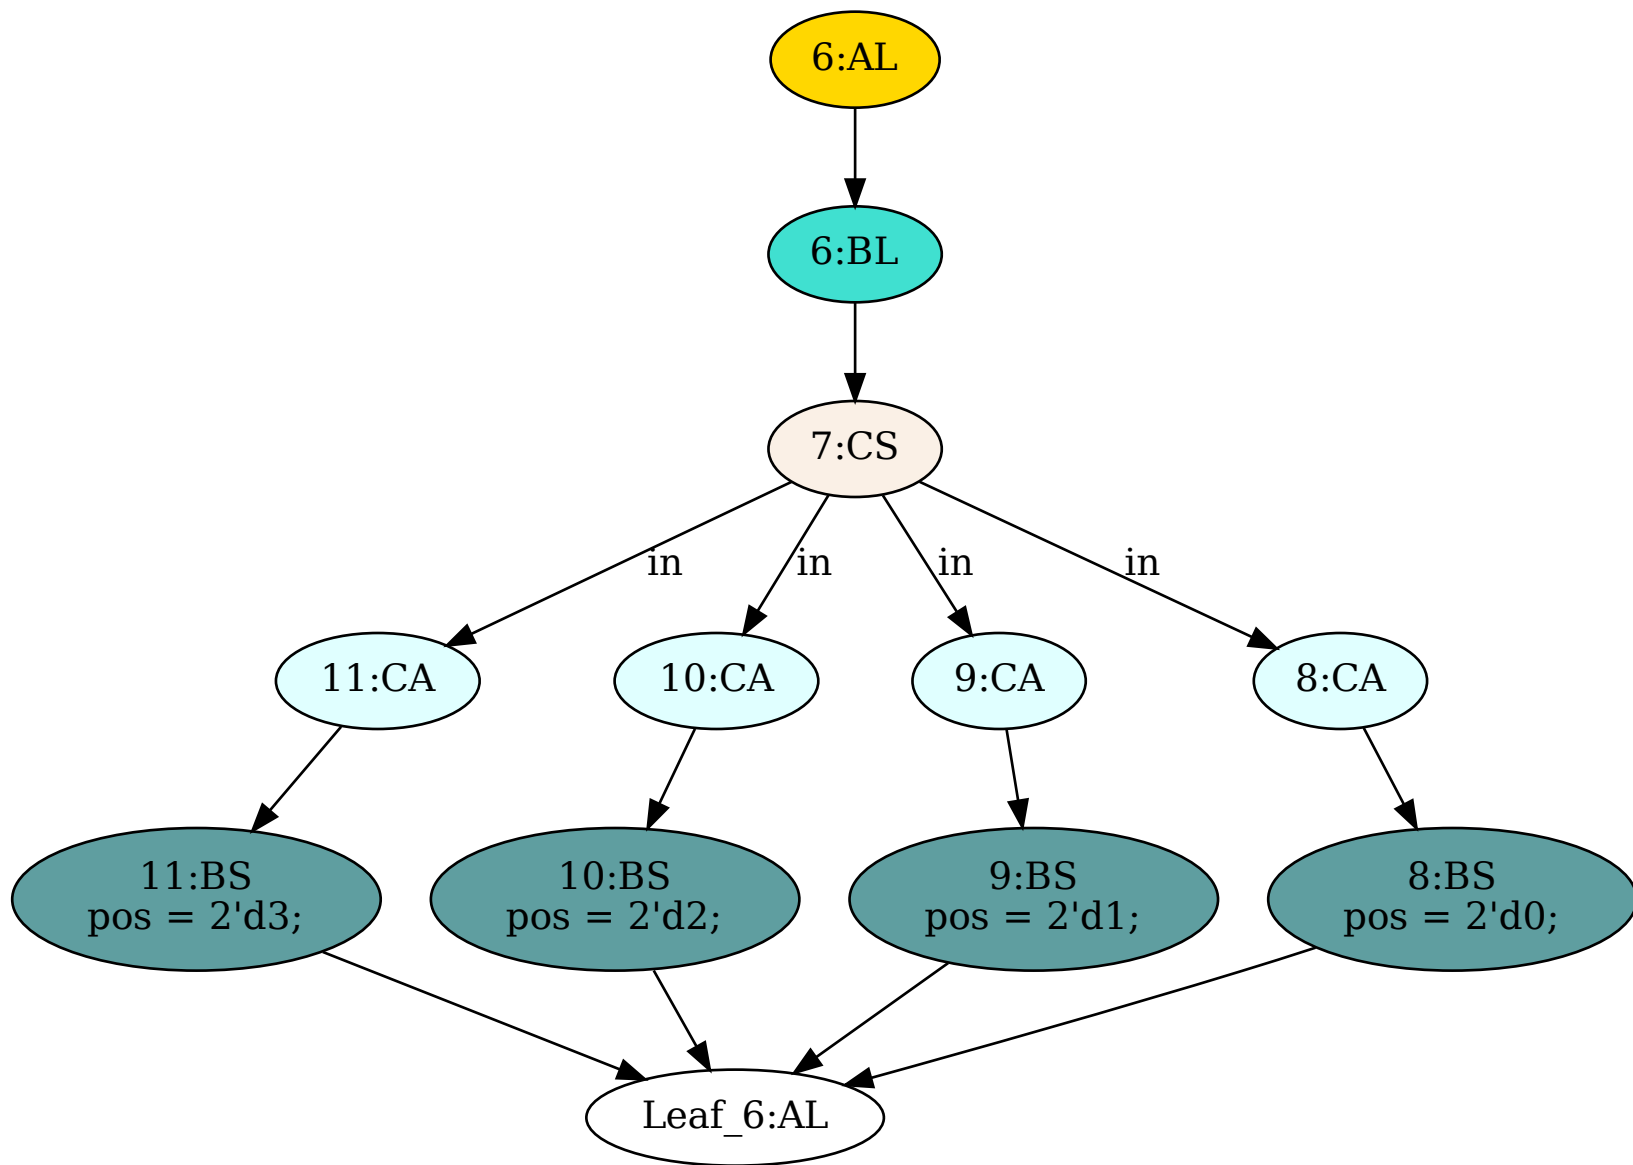 6:AL
6:BL
7:CS
in
in
in
in
11:CA
10:CA
9:CA
8:CA
11:BS
pos = 2'd3;
10:BS
pos = 2'd2;
9:BS
pos = 2'd1;
8:BS
pos = 2'd0;
Leaf_6:AL